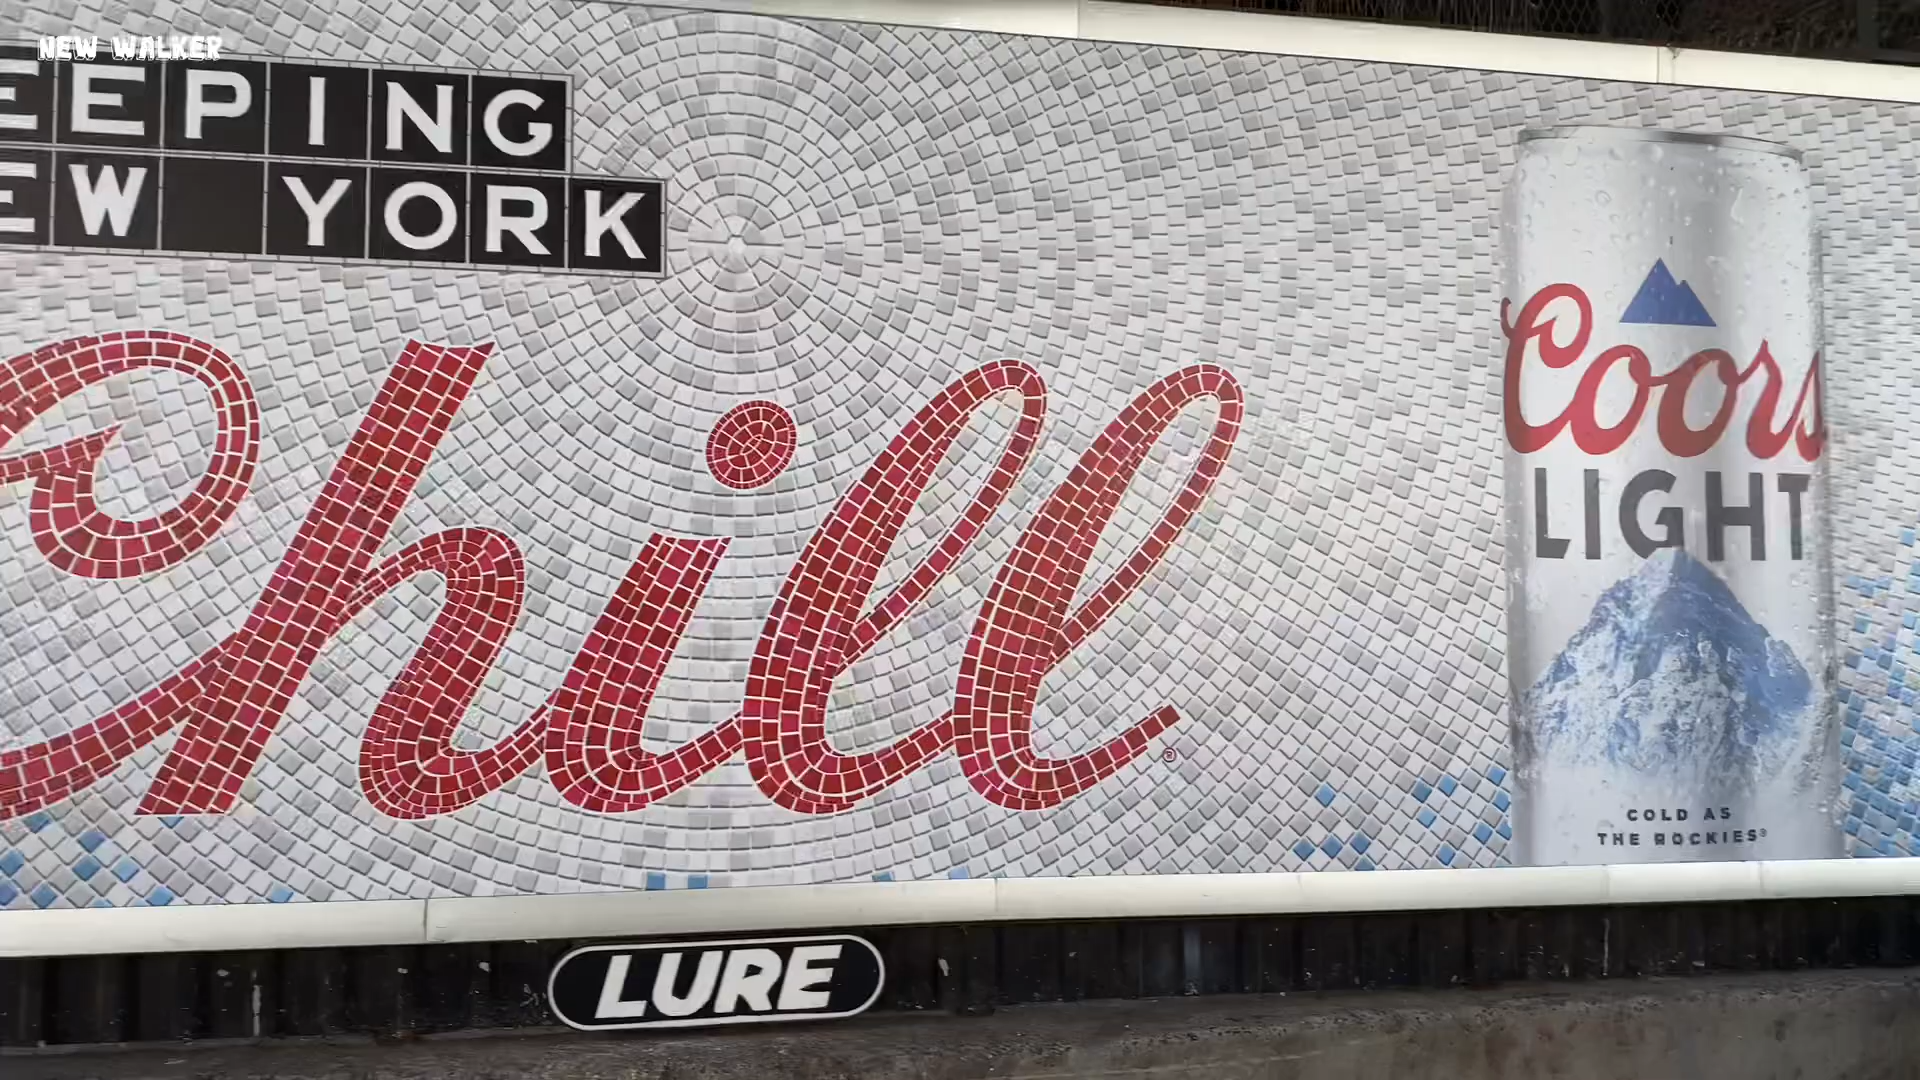 NEW WALKER
EEPING
EW YORK
Chill®
Coors
LIGHT
COLD AS
THE ROCKIES®
LURE